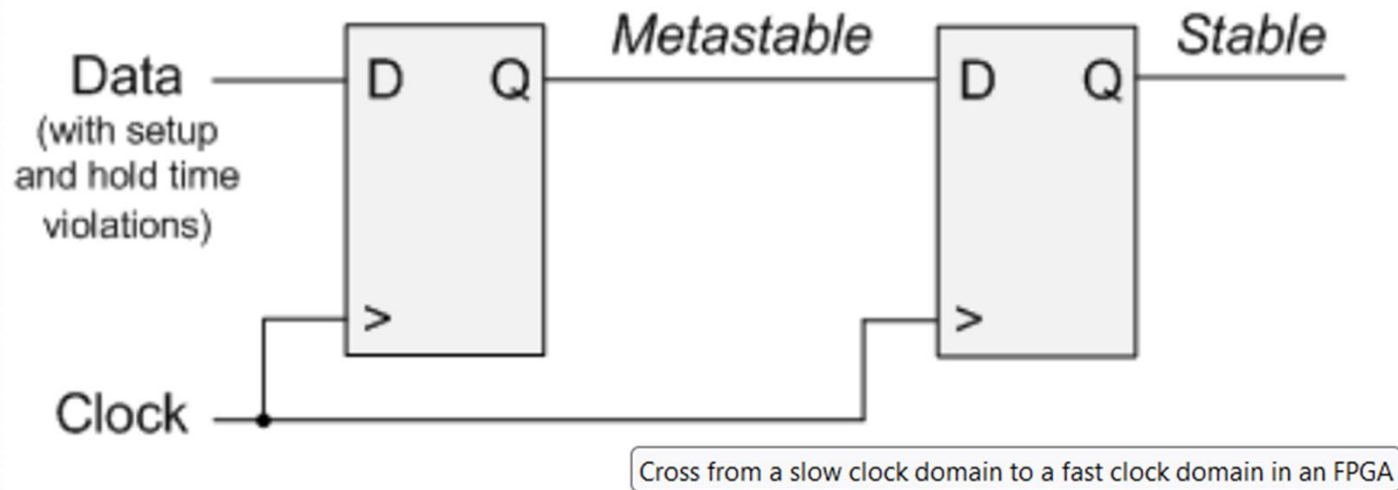 Metastable
Stable
Data
D
Q
D
Q
(with setup
and hold time
violations)
>
>
Clock
Cross from a slow clock domain to a fast clock domain in an FPGA